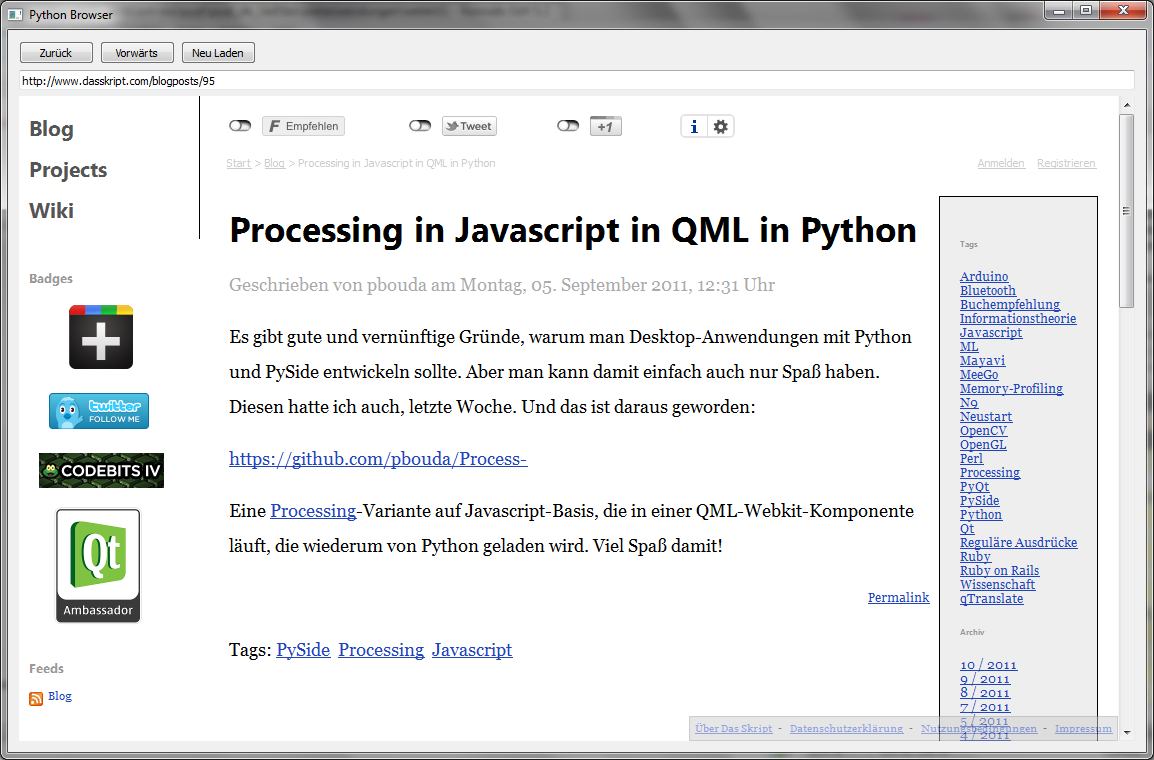 Python Browser
Zurück
Vorwärts
Neu Laden
http://www.dasskript.com/blogposts/95
Blog
Projects
Wiki
Badges
twitter
FOLLOW ME
CODEBITS IV
Qt
Ambassador
Feeds
Blog
F Empfehlen
Tweet
+1
i
Start > Blog > Processing in Javascript in QML in Python
Anmelden
Registrieren
Processing in Javascript in QML in Python
Geschrieben von pbouda am Montag, 05. September 2011, 12:31 Uhr
Es gibt gute und vernünftige Gründe, warum man Desktop-Anwendungen mit Python
und PySide entwickeln sollte. Aber man kann damit einfach auch nur Spaß haben.
Diesen hatte ich auch, letzte Woche. Und das ist daraus geworden:
https://github.com/pbouda/Process-
Eine Processing-Variante auf Javascript-Basis, die in einer QML-Webkit-Komponente
läuft, die wiederum von Python geladen wird. Viel Spaß damit!
Permalink
Tags: PySide Processing Javascript
Tags
Arduino
Bluetooth
Buchempfehlung
Informationstheorie
Javascript
ML
Mayavi
MeeGo
Memory-Profiling
N9
Neustart
OpenCV
OpenGL
Perl
Processing
PyQt
PySide
Python
Qt
Reguläre Ausdrücke
Ruby
Ruby on Rails
Wissenschaft
qTranslate
Archiv
10 / 2011
9 / 2011
8 / 2011
7 / 2011
5 / 2011
4 / 2011
Über Das Skript - Datenschutzerklärung - Nutzungsbedingungen - Impressum